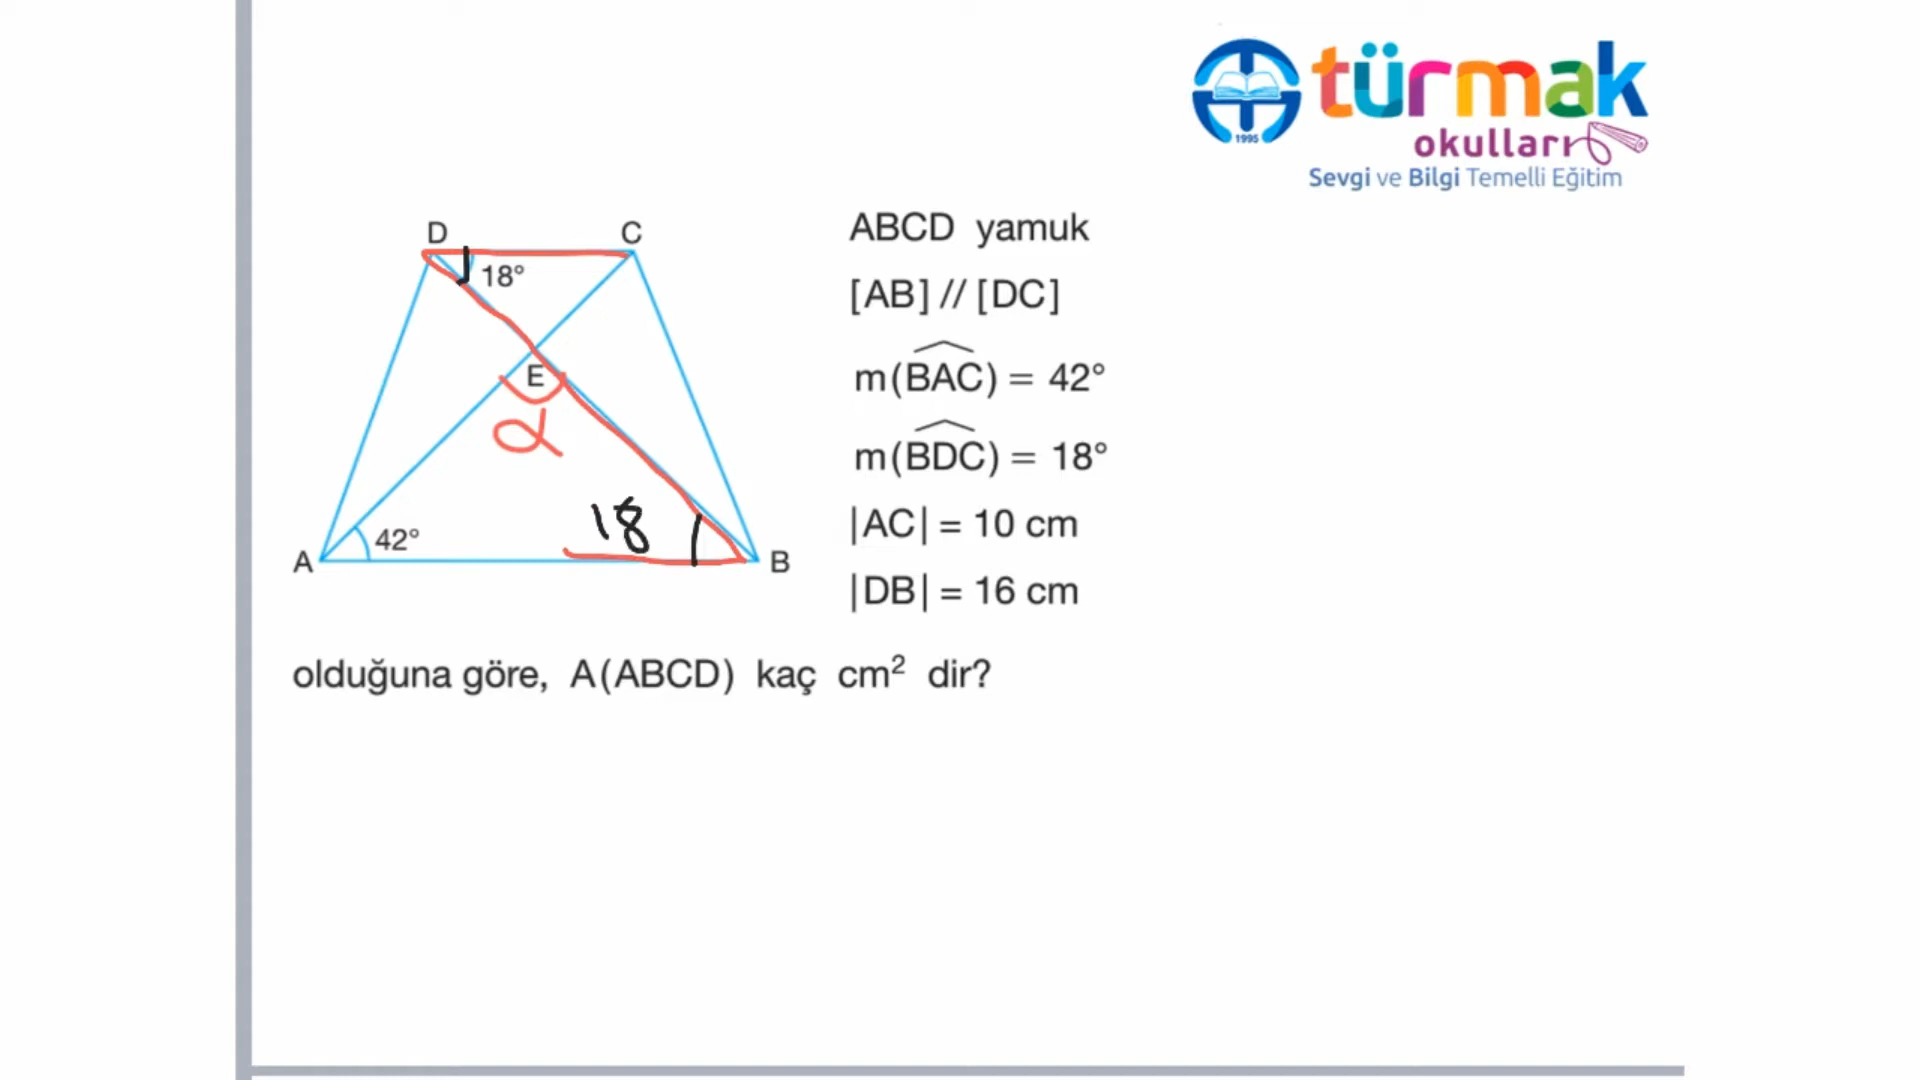 türmak
okulları
1995
Sevgi ve Bilgi Temelli Eğitim
D
C
18°
E
α
18
42°
A
B
ABCD yamuk
[AB] // [DC]
m(BAC) = 42°
m(BDC) = 18°
|AC| = 10 cm
|DB| = 16 cm
olduğuna göre, A(ABCD) kaç cm² dir?